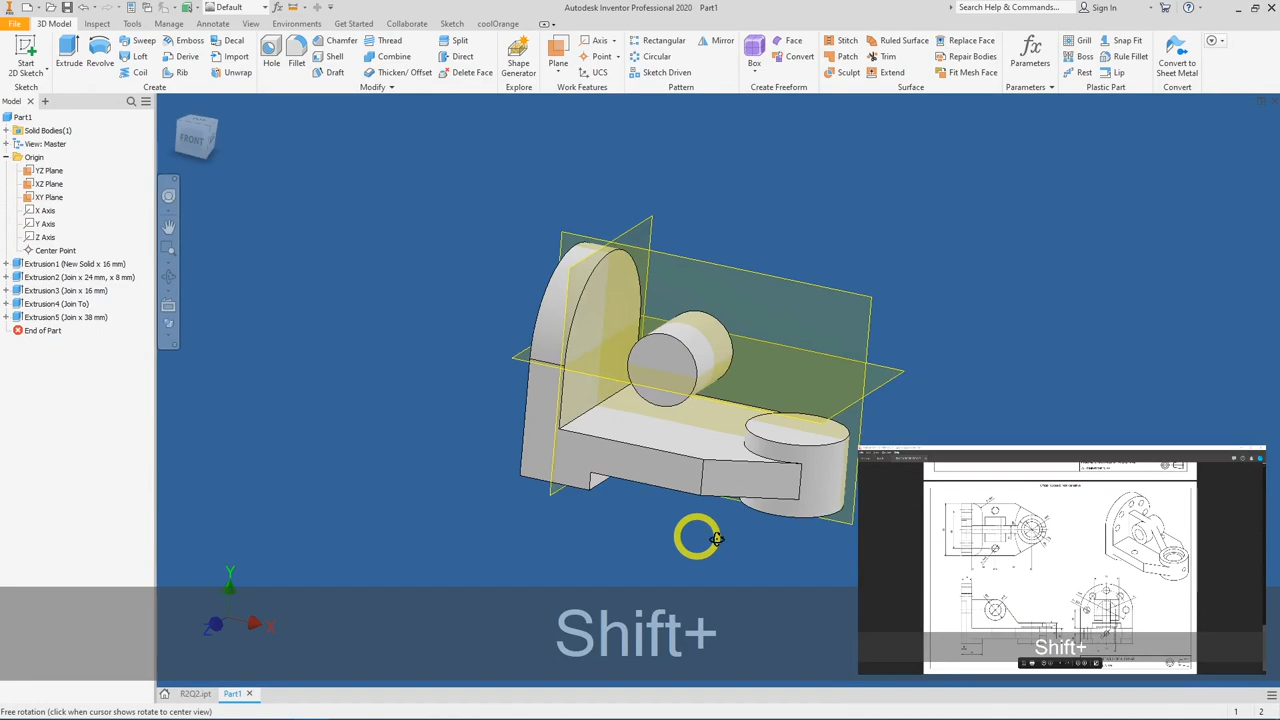 Default
Autodesk Inventor Professional 2020 Part1
Search Help & Commands...
Sign In
File
3D Model
Inspect
Tools
Manage
Annotate
View
Environments
Get Started
Collaborate
Sketch
coolOrange
Start
2D Sketch
Sketch
Extrude
Revolve
Sweep
Loft
Coil
Emboss
Derive
Rib
Decal
Import
Unwrap
Create
Hole
Fillet
Chamfer
Shell
Draft
Thread
Combine
Thicken/ Offset
Split
Direct
Delete Face
Modify
Shape
Generator
Explore
Plane
Axis
Point
UCS
Work Features
Rectangular
Circular
Sketch Driven
Mirror
Pattern
Box
Face
Convert
Create Freeform
Stitch
Patch
Sculpt
Ruled Surface
Trim
Extend
Replace Face
Repair Bodies
Fit Mesh Face
Surface
Parameters
Parameters
Grill
Boss
Rest
Snap Fit
Rule Fillet
Lip
Plastic Part
Convert to
Sheet Metal
Convert
Model
Part1
Solid Bodies(1)
View: Master
Origin
YZ Plane
XZ Plane
XY Plane
X Axis
Y Axis
Z Axis
Center Point
Extrusion1 (New Solid x 16 mm)
Extrusion2 (Join x 24 mm, x 8 mm)
Extrusion3 (Join x 16 mm)
Extrusion4 (Join To)
Extrusion5 (Join x 38 mm)
End of Part
FRONT
Y
X
Z
Shift+
Shift+
R2Q2.ipt
Part1
Free rotation (click when cursor shows rotate to center view)
1
2